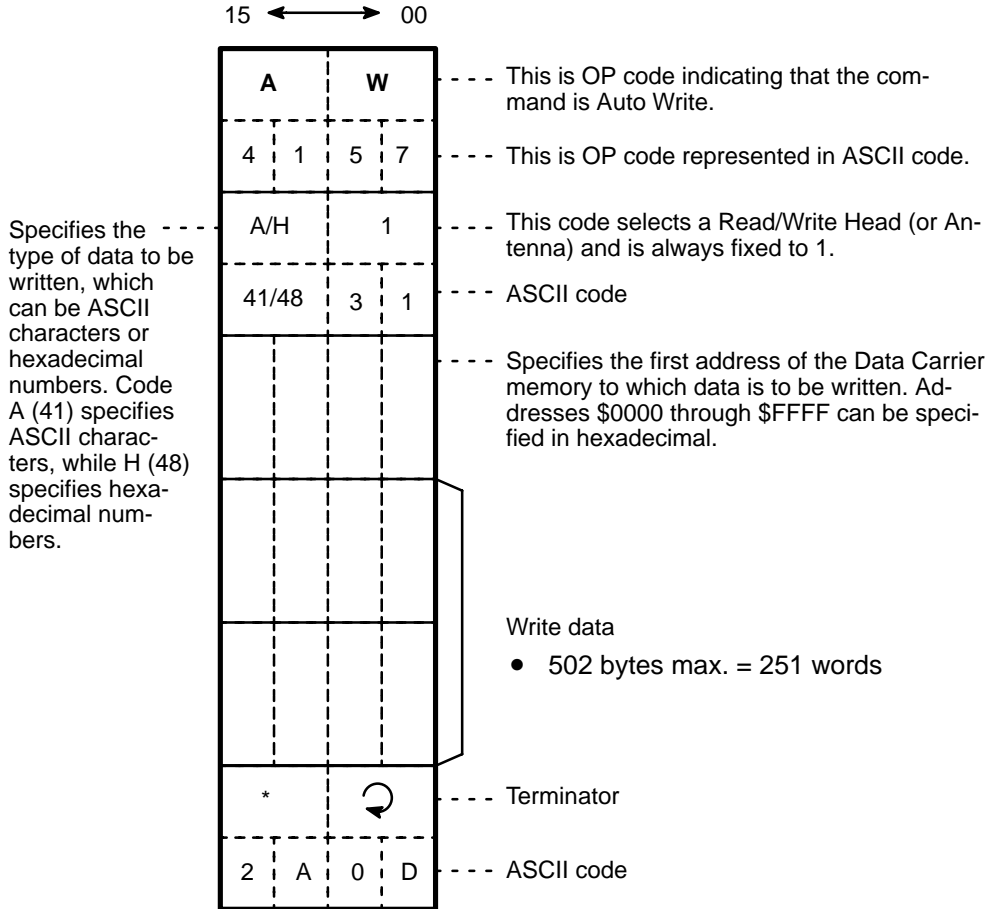 15 00
A W
This is OP code indicating that the com-
mand is Auto Write.
4 1 5 7
This is OP code represented in ASCII code.
Specifies the
type of data to be
written, which
can be ASCII
characters or
hexadecimal
numbers. Code
A (41) specifies
ASCII charac-
ters, while H (48)
specifies hexa-
decimal num-
bers.
A/H 1
This code selects a Read/Write Head (or An-
tenna) and is always fixed to 1.
41/48 3 1
ASCII code
Specifies the first address of the Data Carrier
memory to which data is to be written. Ad-
dresses $0000 through $FFFF can be speci-
fied in hexadecimal.
Write data
• 502 bytes max. = 251 words
*
Terminator
2 A 0 D
ASCII code